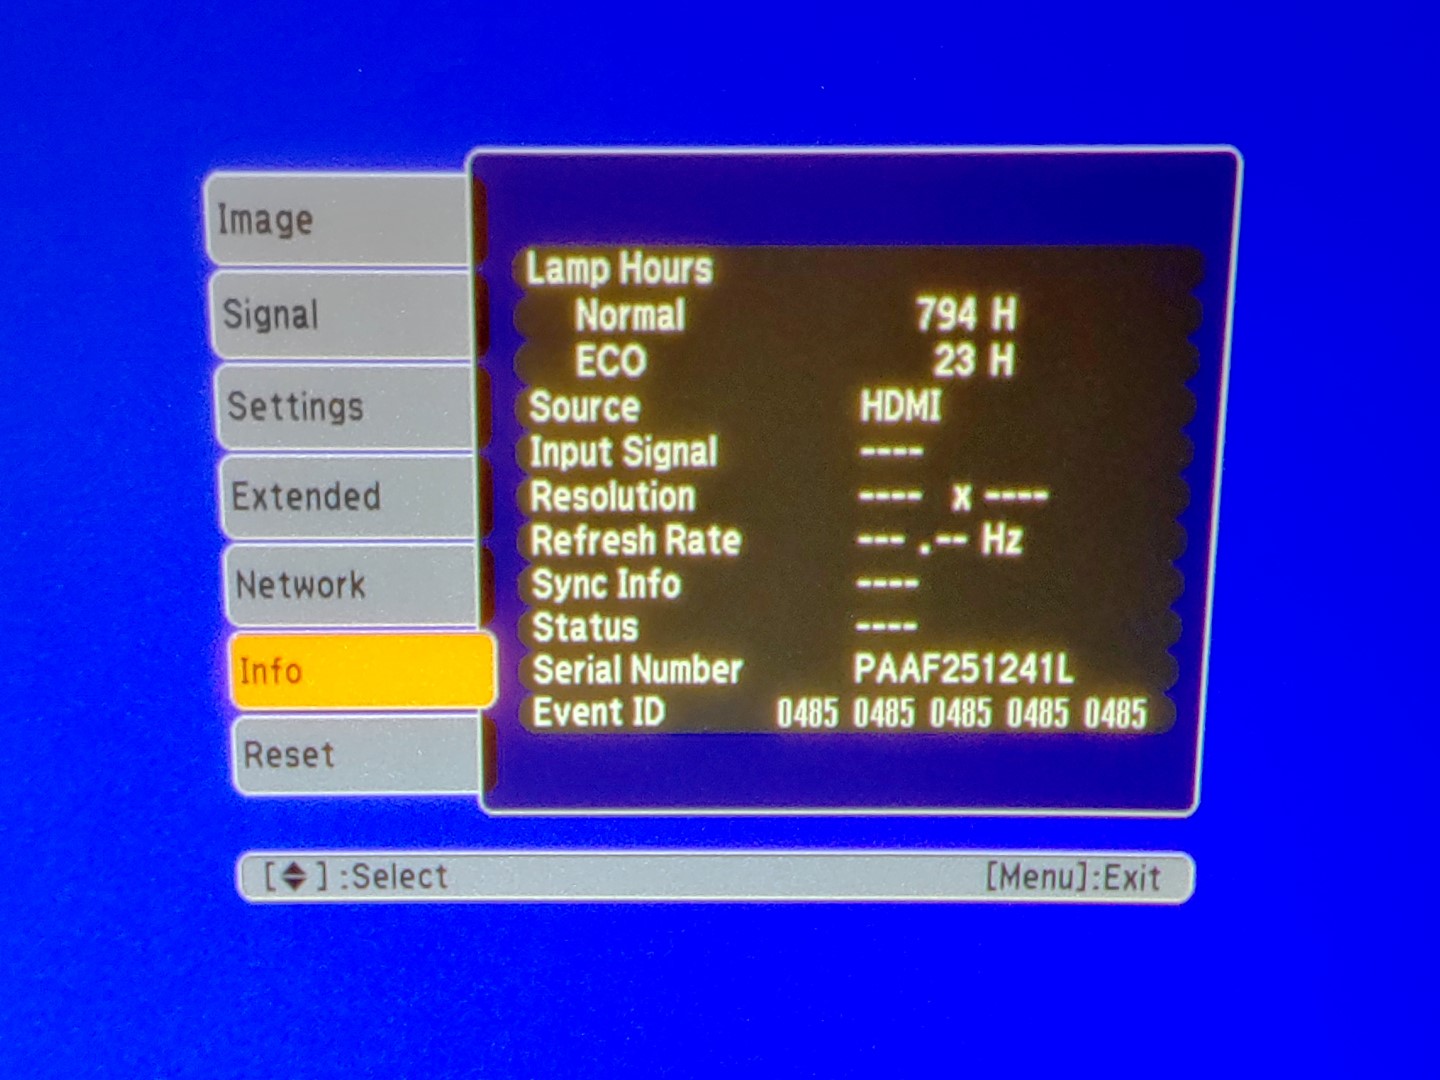 Image
Signal
Settings
Extended
Network
Info
Reset
Lamp Hours
Normal 794 H
ECO 23 H
Source HDMI
Input Signal ----
Resolution ---- x ----
Refresh Rate --- .-- Hz
Sync Info ----
Status ----
Serial Number PAAF251241L
Event ID 0485 0485 0485 0485 0485
[◆] :Select [Menu]:Exit